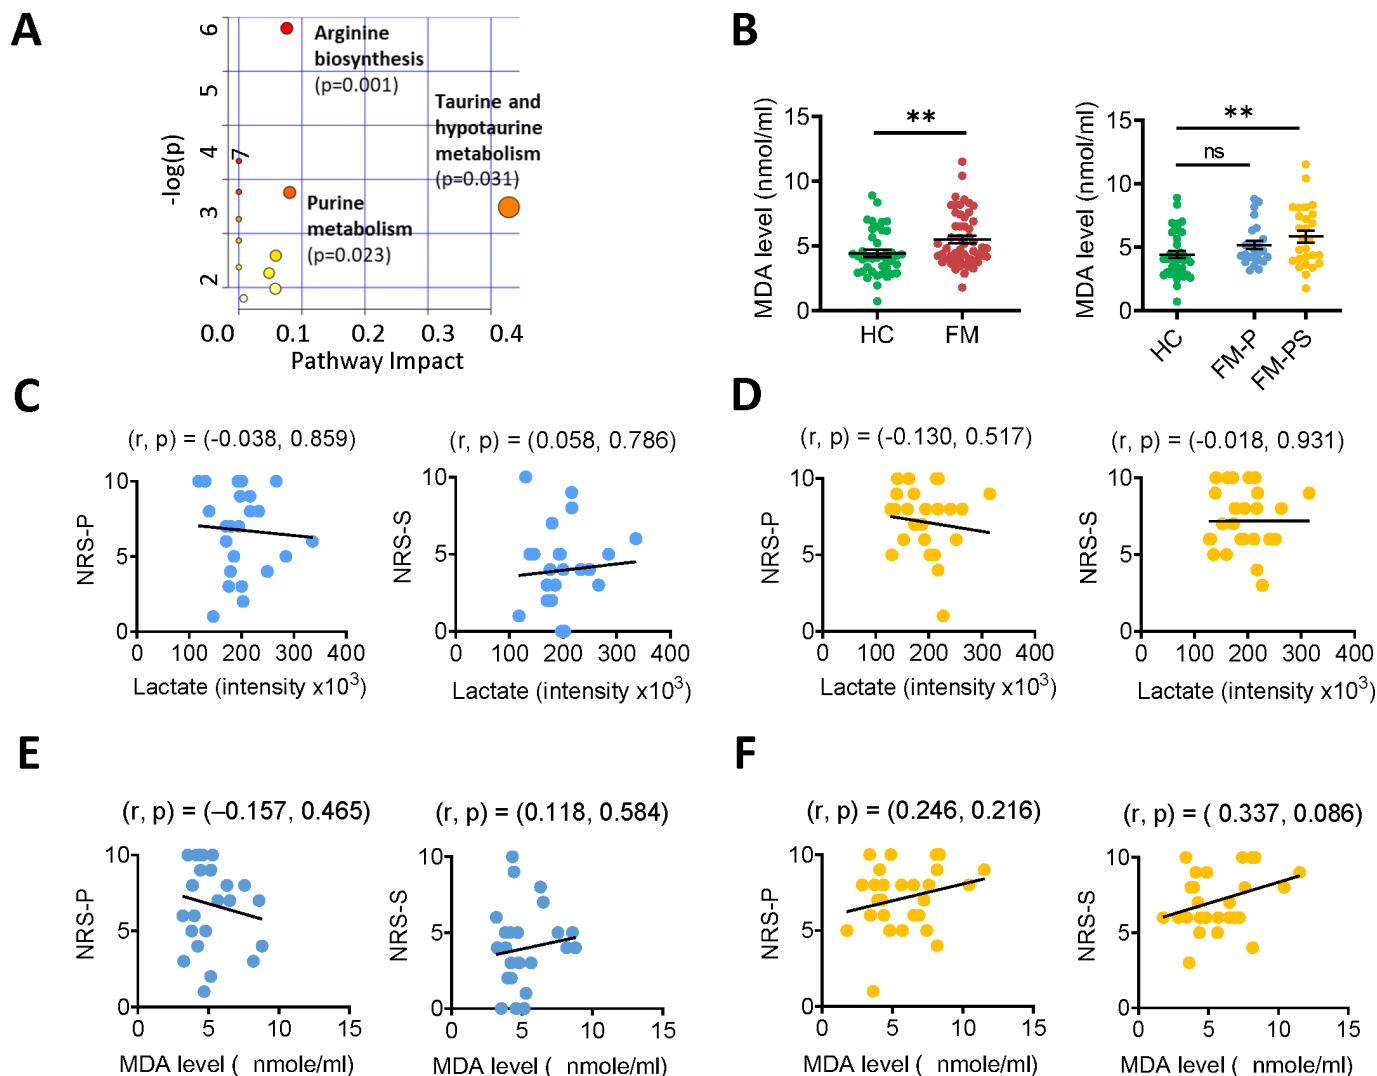 A
-log(p)
6
5
4
7
3
2
Arginine
biosynthesis
(p=0.001)
Taurine and
hypotaurine
metabolism
(p=0.031)
Purine
metabolism
(p=0.023)
0.0 0.1 0.2 0.3 0.4
Pathway Impact
B
MDA level (nmol/ml)
15
10
5
0
**
HC FM
MDA level (nmol/ml)
15
10
5
0
**
ns
HC FM-P FM-PS
C
(r, p) = (-0.038, 0.859)
NRS-P
10
5
0
0 100 200 300 400
Lactate (intensity x10³)
(r, p) = (0.058, 0.786)
NRS-S
10
5
0
0 100 200 300 400
Lactate (intensity x10³)
D
(r, p) = (-0.130, 0.517)
NRS-P
10
5
0
0 100 200 300 400
Lactate (intensity x10³)
(r, p) = (-0.018, 0.931)
NRS-S
10
5
0
0 100 200 300 400
Lactate (intensity x10³)
E
(r, p) = (–0.157, 0.465)
NRS-P
10
5
0
0 5 10 15
MDA level ( nmole/ml)
(r, p) = (0.118, 0.584)
NRS-S
10
5
0
0 5 10 15
MDA level ( nmole/ml)
F
(r, p) = (0.246, 0.216)
NRS-P
10
5
0
0 5 10 15
MDA level ( nmole/ml)
(r, p) = ( 0.337, 0.086)
NRS-S
10
5
0
0 5 10 15
MDA level ( nmole/ml)